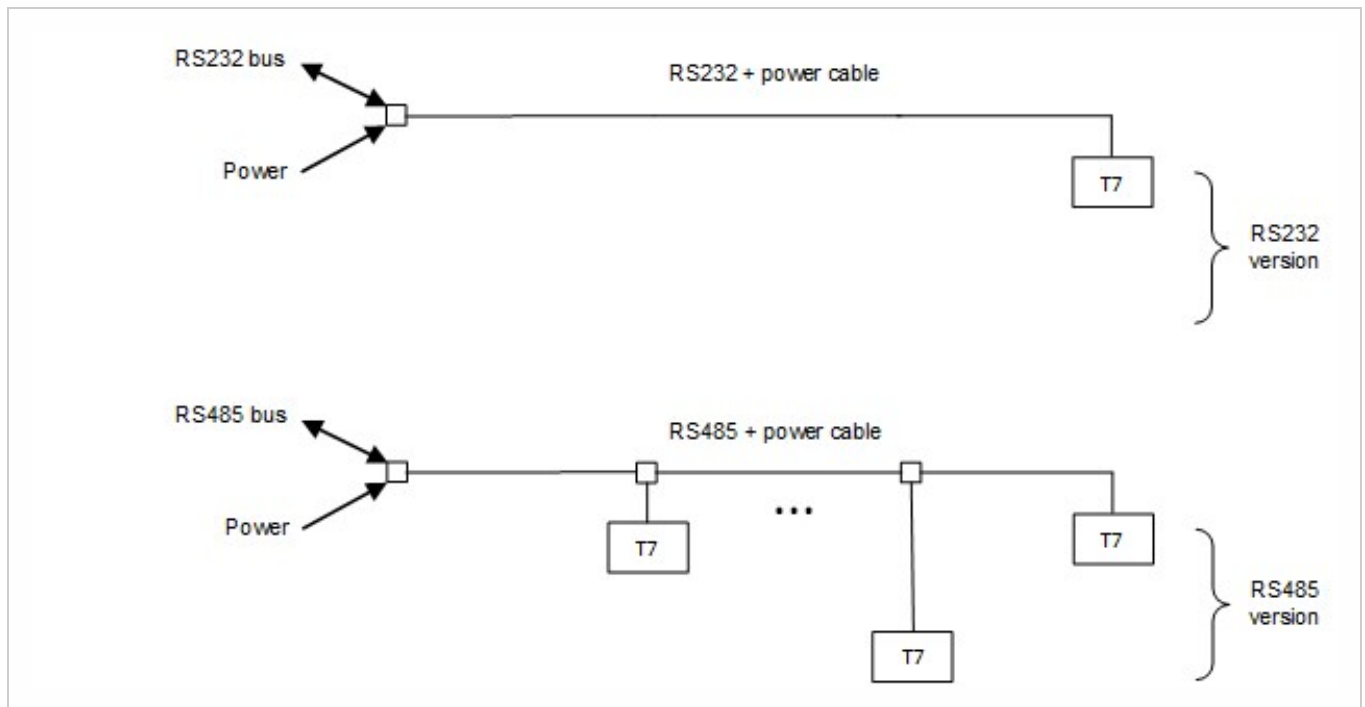 RS232 bus
RS232 + power cable
Power
T7
RS232
version
RS485 bus
RS485 + power cable
Power
...
T7
T7
RS485
version
T7